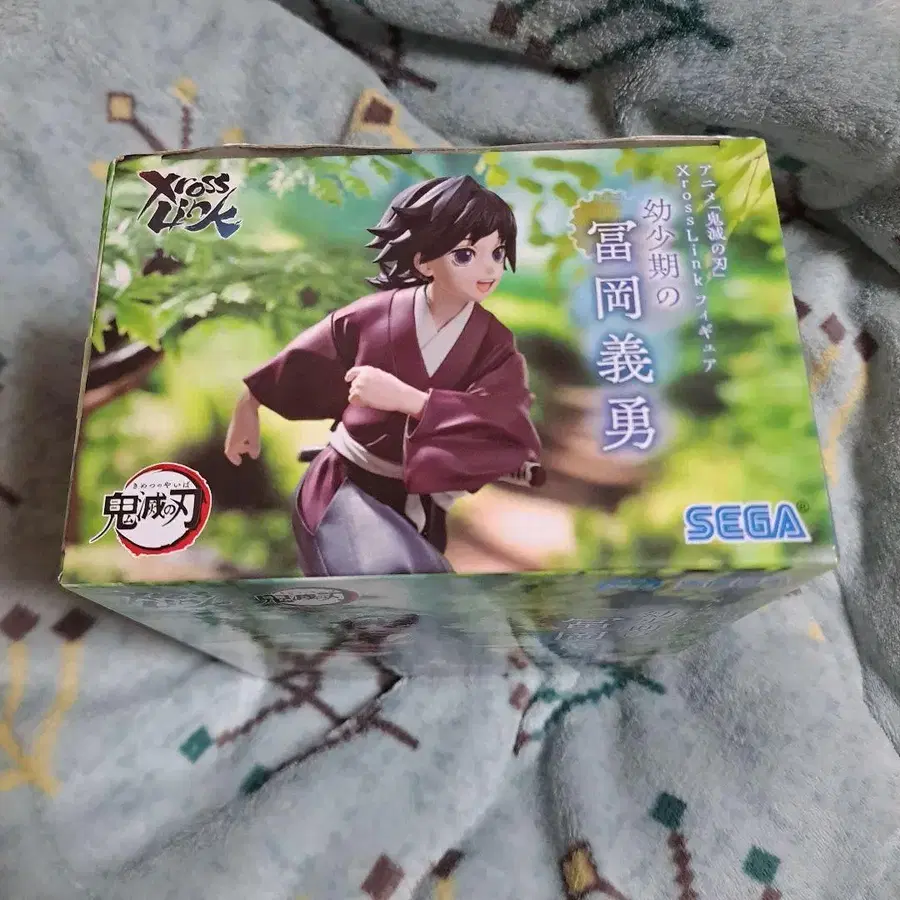 Xross
Link
アニメ「鬼滅の刃」
XrossLinkフィギュア
幼少期の
冨岡義勇
きめつのやいば
鬼滅の刃
SEGA®